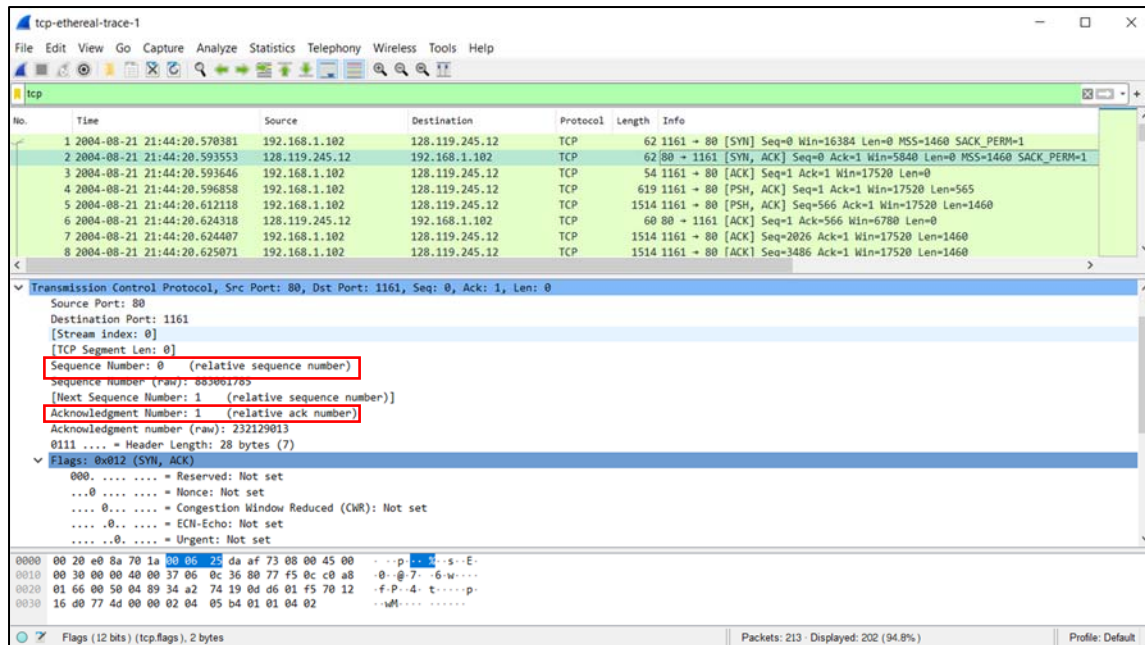 tcp-ethereal-trace-1
File Edit View Go Capture Analyze Statistics Telephony Wireless Tools Help
tcp
No. Time Source Destination Protocol Length Info
1 2004-08-21 21:44:20.570381 192.168.1.102 128.119.245.12 TCP 62 1161 → 80 [SYN] Seq=0 Win=16384 Len=0 MSS=1460 SACK_PERM=1
2 2004-08-21 21:44:20.593553 128.119.245.12 192.168.1.102 TCP 62 80 → 1161 [SYN, ACK] Seq=0 Ack=1 Win=5840 Len=0 MSS=1460 SACK_PERM=1
3 2004-08-21 21:44:20.593646 192.168.1.102 128.119.245.12 TCP 54 1161 → 80 [ACK] Seq=1 Ack=1 Win=17520 Len=0
4 2004-08-21 21:44:20.596858 192.168.1.102 128.119.245.12 TCP 619 1161 → 80 [PSH, ACK] Seq=1 Ack=1 Win=17520 Len=565
5 2004-08-21 21:44:20.612118 192.168.1.102 128.119.245.12 TCP 1514 1161 → 80 [PSH, ACK] Seq=566 Ack=1 Win=17520 Len=1460
6 2004-08-21 21:44:20.624318 128.119.245.12 192.168.1.102 TCP 60 80 → 1161 [ACK] Seq=1 Ack=566 Win=6780 Len=0
7 2004-08-21 21:44:20.624407 192.168.1.102 128.119.245.12 TCP 1514 1161 → 80 [ACK] Seq=2026 Ack=1 Win=17520 Len=1460
8 2004-08-21 21:44:20.625071 192.168.1.102 128.119.245.12 TCP 1514 1161 → 80 [ACK] Seq=3486 Ack=1 Win=17520 Len=1460
Transmission Control Protocol, Src Port: 80, Dst Port: 1161, Seq: 0, Ack: 1, Len: 0
Source Port: 80
Destination Port: 1161
[Stream index: 0]
[TCP Segment Len: 0]
Sequence Number: 0 (relative sequence number)
Sequence Number (raw): 883061785
[Next Sequence Number: 1 (relative sequence number)]
Acknowledgment Number: 1 (relative ack number)
Acknowledgment number (raw): 232129013
0111 .... = Header Length: 28 bytes (7)
Flags: 0x012 (SYN, ACK)
000. .... .... = Reserved: Not set
...0 .... .... = Nonce: Not set
.... 0... .... = Congestion Window Reduced (CWR): Not set
.... .0.. .... = ECN-Echo: Not set
.... ..0. .... = Urgent: Not set
0000 00 20 e0 8a 70 1a 00 06 25 da af 73 08 00 45 00 · ··p··· %··s··E·
0010 00 30 00 00 40 00 37 06 0c 36 80 77 f5 0c c0 a8 ·0··@·7· ·6·w····
0020 01 66 00 50 04 89 34 a2 74 19 0d d6 01 f5 70 12 ·f·P··4· t·····p·
0030 16 d0 77 4d 00 00 02 04 05 b4 01 01 04 02 ··wM···· ······
Flags (12 bits) (tcp.flags), 2 bytes Packets: 213 · Displayed: 202 (94.8%) Profile: Default